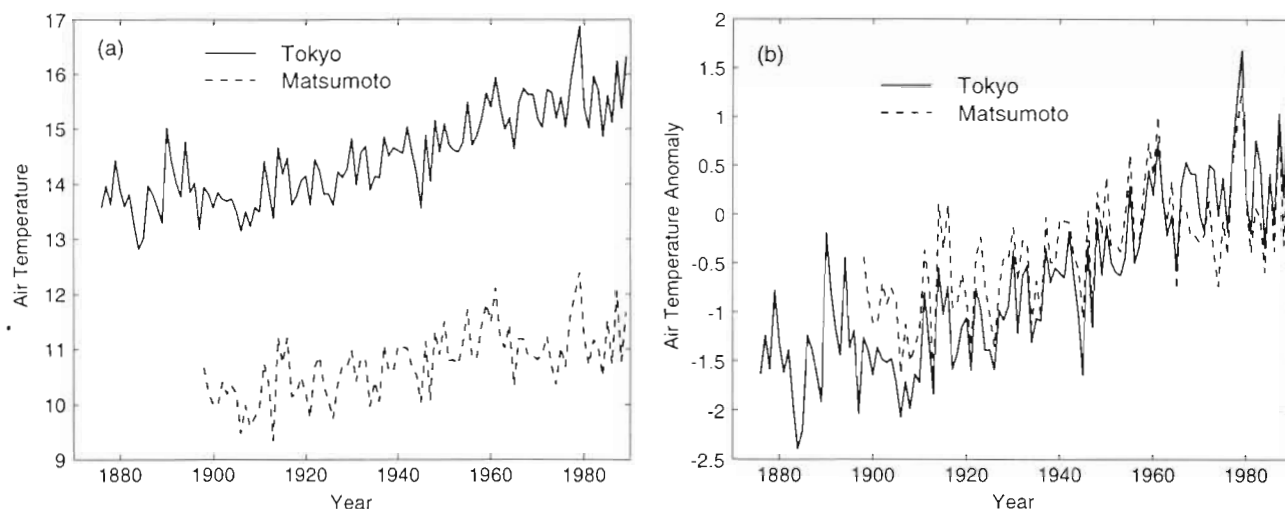 (a)
Tokyo
Matsumoto
Air Temperature
17
16
15
14
13
12
11
10
9
1880 1900 1920 1940 1960 1980
Year
(b)
Tokyo
Matsumoto
Air Temperature Anomaly
2
1.5
1
0.5
0
-0.5
-1
-1.5
-2
-2.5
1880 1900 1920 1940 1960 1980
Year